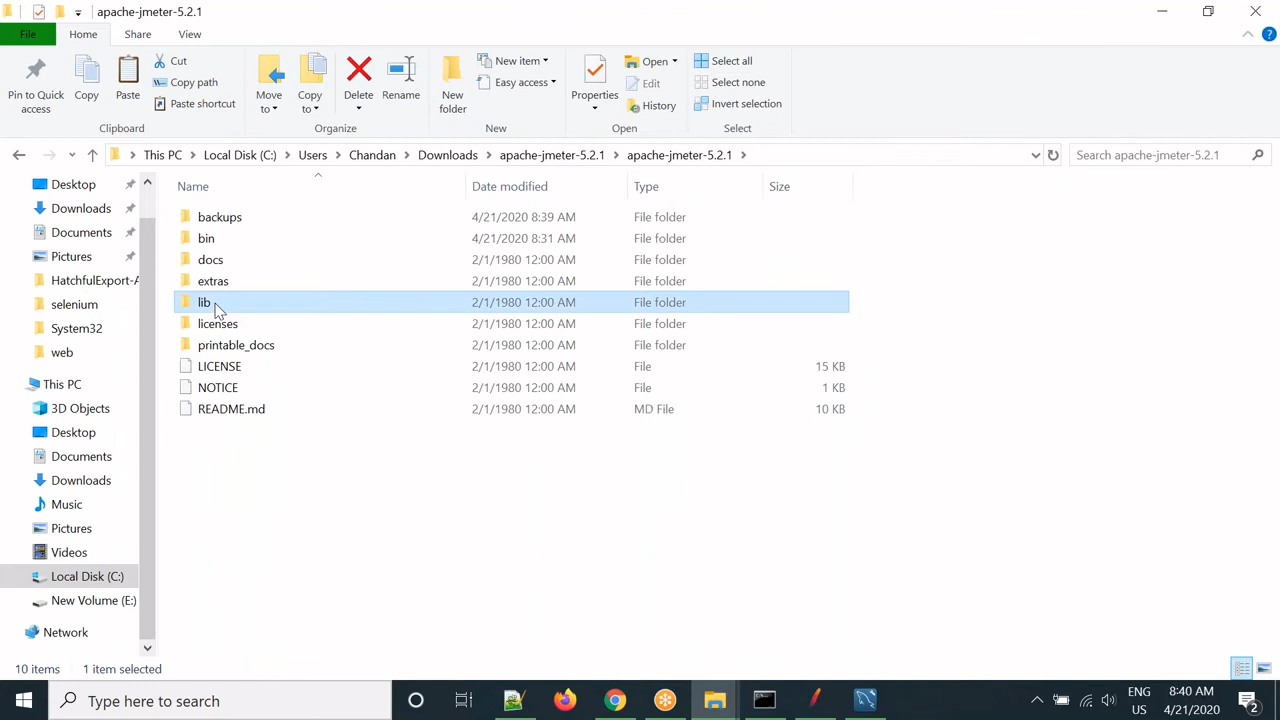 apache-jmeter-5.2.1
File Home Share View
Pin to Quick access
Copy
Paste
Cut
Copy path
Paste shortcut
Clipboard
Move to
Copy to
Delete
Rename
Organize
New folder
New item
Easy access
New
Properties
Open
Edit
History
Open
Select all
Select none
Invert selection
Select
This PC Local Disk (C:) Users Chandan Downloads apache-jmeter-5.2.1 apache-jmeter-5.2.1
Search apache-jmeter-5.2.1
Desktop
Downloads
Documents
Pictures
HatchfulExport-A
selenium
System32
web
This PC
3D Objects
Desktop
Documents
Downloads
Music
Pictures
Videos
Local Disk (C:)
New Volume (E:)
Network
Name Date modified Type Size
backups 4/21/2020 8:39 AM File folder
bin 4/21/2020 8:31 AM File folder
docs 2/1/1980 12:00 AM File folder
extras 2/1/1980 12:00 AM File folder
lib 2/1/1980 12:00 AM File folder
licenses 2/1/1980 12:00 AM File folder
printable_docs 2/1/1980 12:00 AM File folder
LICENSE 2/1/1980 12:00 AM File 15 KB
NOTICE 2/1/1980 12:00 AM File 1 KB
README.md 2/1/1980 12:00 AM MD File 10 KB
10 items 1 item selected
Type here to search
ENG
US
8:40 AM
4/21/2020
2